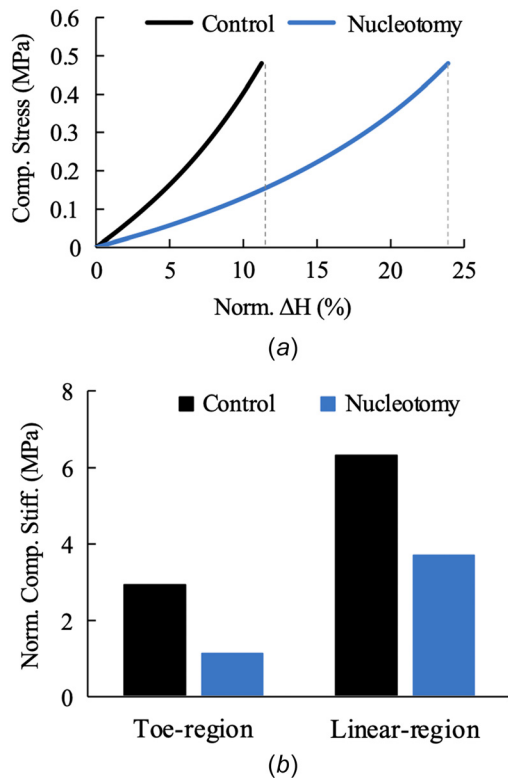 Control Nucleotomy
Comp. Stress (MPa)
0.6
0.5
0.4
0.3
0.2
0.1
0
0 5 10 15 20 25
Norm. ΔH (%)
(a)
Control Nucleotomy
Norm. Comp. Stiff. (MPa)
8
6
4
2
0
Toe-region Linear-region
(b)